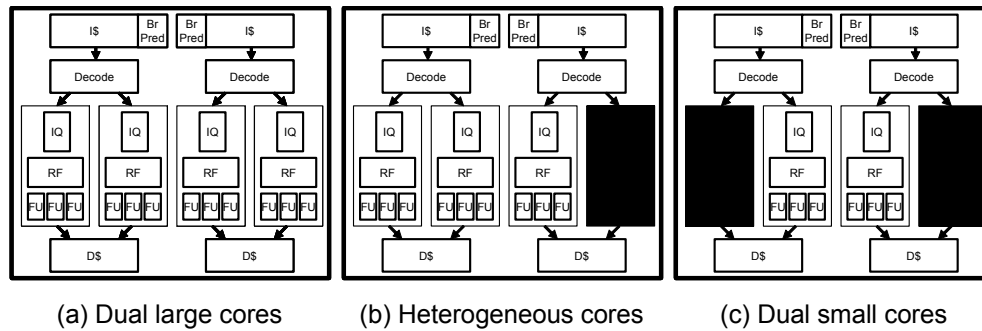 I$ Br Pred Br Pred I$ I$ Br Pred Br Pred I$ I$ Br Pred Br Pred I$
Decode Decode Decode Decode Decode Decode
IQ IQ IQ IQ IQ IQ IQ IQ IQ
RF RF RF RF RF RF RF RF RF
FU FU FU FU FU FU FU FU FU FU FU FU FU FU FU FU FU FU FU FU FU FU FU FU FU FU FU
D$ D$ D$ D$ D$ D$
(a) Dual large cores (b) Heterogeneous cores (c) Dual small cores